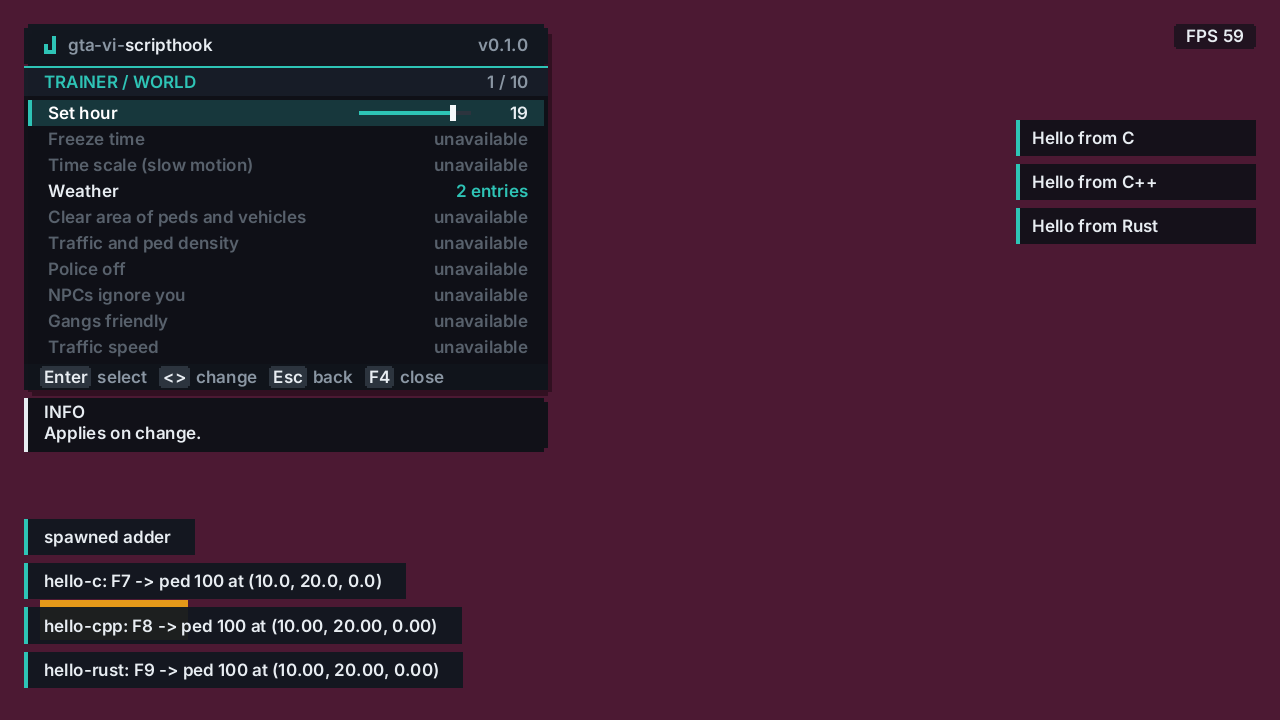 gta-vi-scripthook v0.1.0
FPS 59
TRAINER / WORLD 1 / 10
Set hour 19
Freeze time unavailable
Time scale (slow motion) unavailable
Weather 2 entries
Clear area of peds and vehicles unavailable
Traffic and ped density unavailable
Police off unavailable
NPCs ignore you unavailable
Gangs friendly unavailable
Traffic speed unavailable
Enter select <> change Esc back F4 close
INFO
Applies on change.
Hello from C
Hello from C++
Hello from Rust
spawned adder
hello-c: F7 -> ped 100 at (10.0, 20.0, 0.0)
hello-cpp: F8 -> ped 100 at (10.00, 20.00, 0.00)
hello-rust: F9 -> ped 100 at (10.00, 20.00, 0.00)